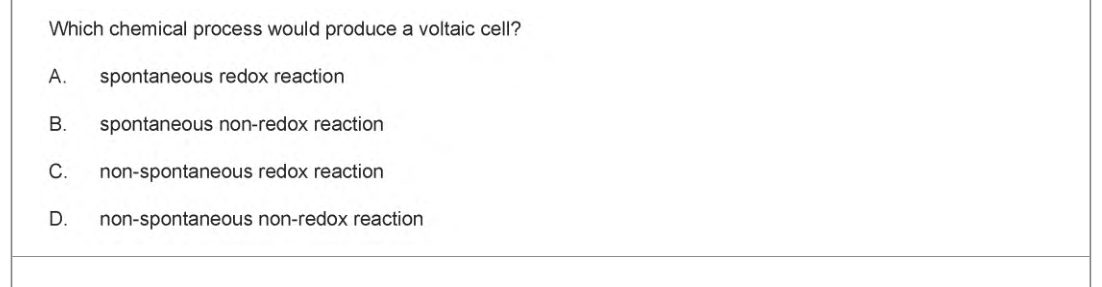 Which chemical process would produce a voltaic cell?
A. spontaneous redox reaction
B. spontaneous non-redox reaction
C. non-spontaneous redox reaction
D. non-spontaneous non-redox reaction